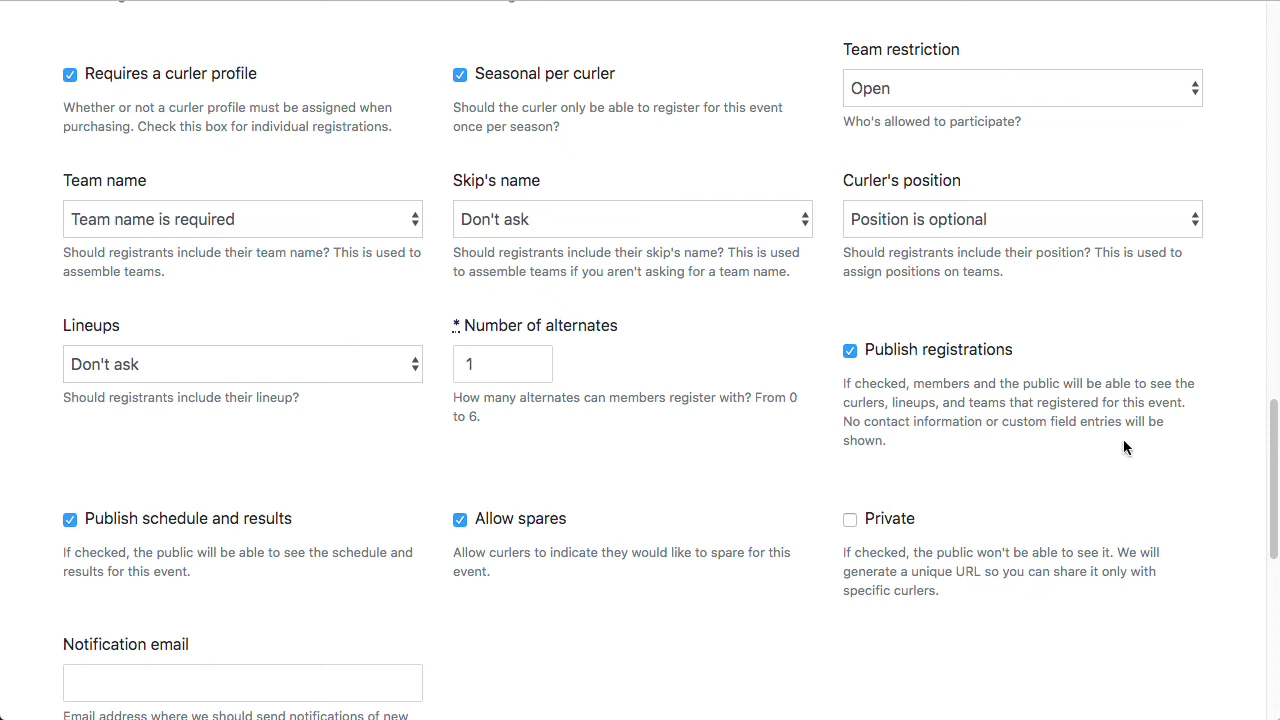 Requires a curler profile
Whether or not a curler profile must be assigned when
purchasing. Check this box for individual registrations.
Seasonal per curler
Should the curler only be able to register for this event
once per season?
Team restriction
Open
Who's allowed to participate?
Team name
Team name is required
Should registrants include their team name? This is used to
assemble teams.
Skip's name
Don't ask
Should registrants include their skip's name? This is used
to assemble teams if you aren't asking for a team name.
Curler's position
Position is optional
Should registrants include their position? This is used to
assign positions on teams.
Lineups
Don't ask
Should registrants include their lineup?
* Number of alternates
1
How many alternates can members register with? From 0
to 6.
Publish registrations
If checked, members and the public will be able to see the
curlers, lineups, and teams that registered for this event.
No contact information or custom field entries will be
shown.
Publish schedule and results
If checked, the public will be able to see the schedule and
results for this event.
Allow spares
Allow curlers to indicate they would like to spare for this
event.
Private
If checked, the public won't be able to see it. We will
generate a unique URL so you can share it only with
specific curlers.
Notification email
Email address where we should send notifications of new